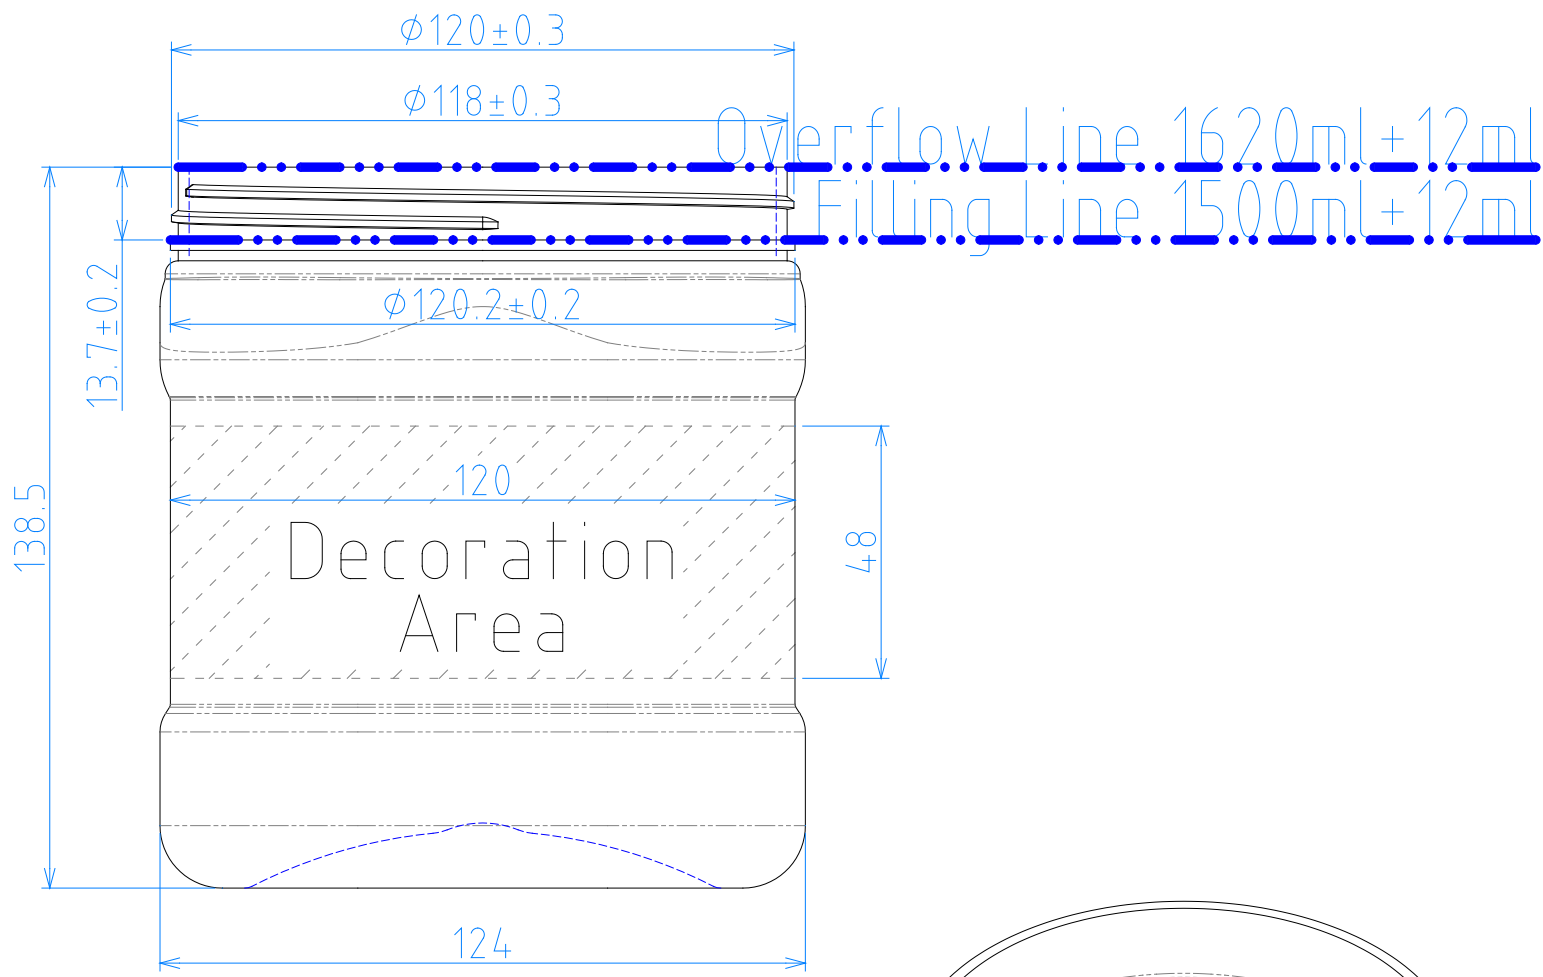 Ø120±0.3
Ø118±0.3
Overflow Line 1620ml±12ml
Filling Line 1500ml±12ml
13.7±0.2
Ø120.2±0.2
138.5
120
48
Decoration
Area
124